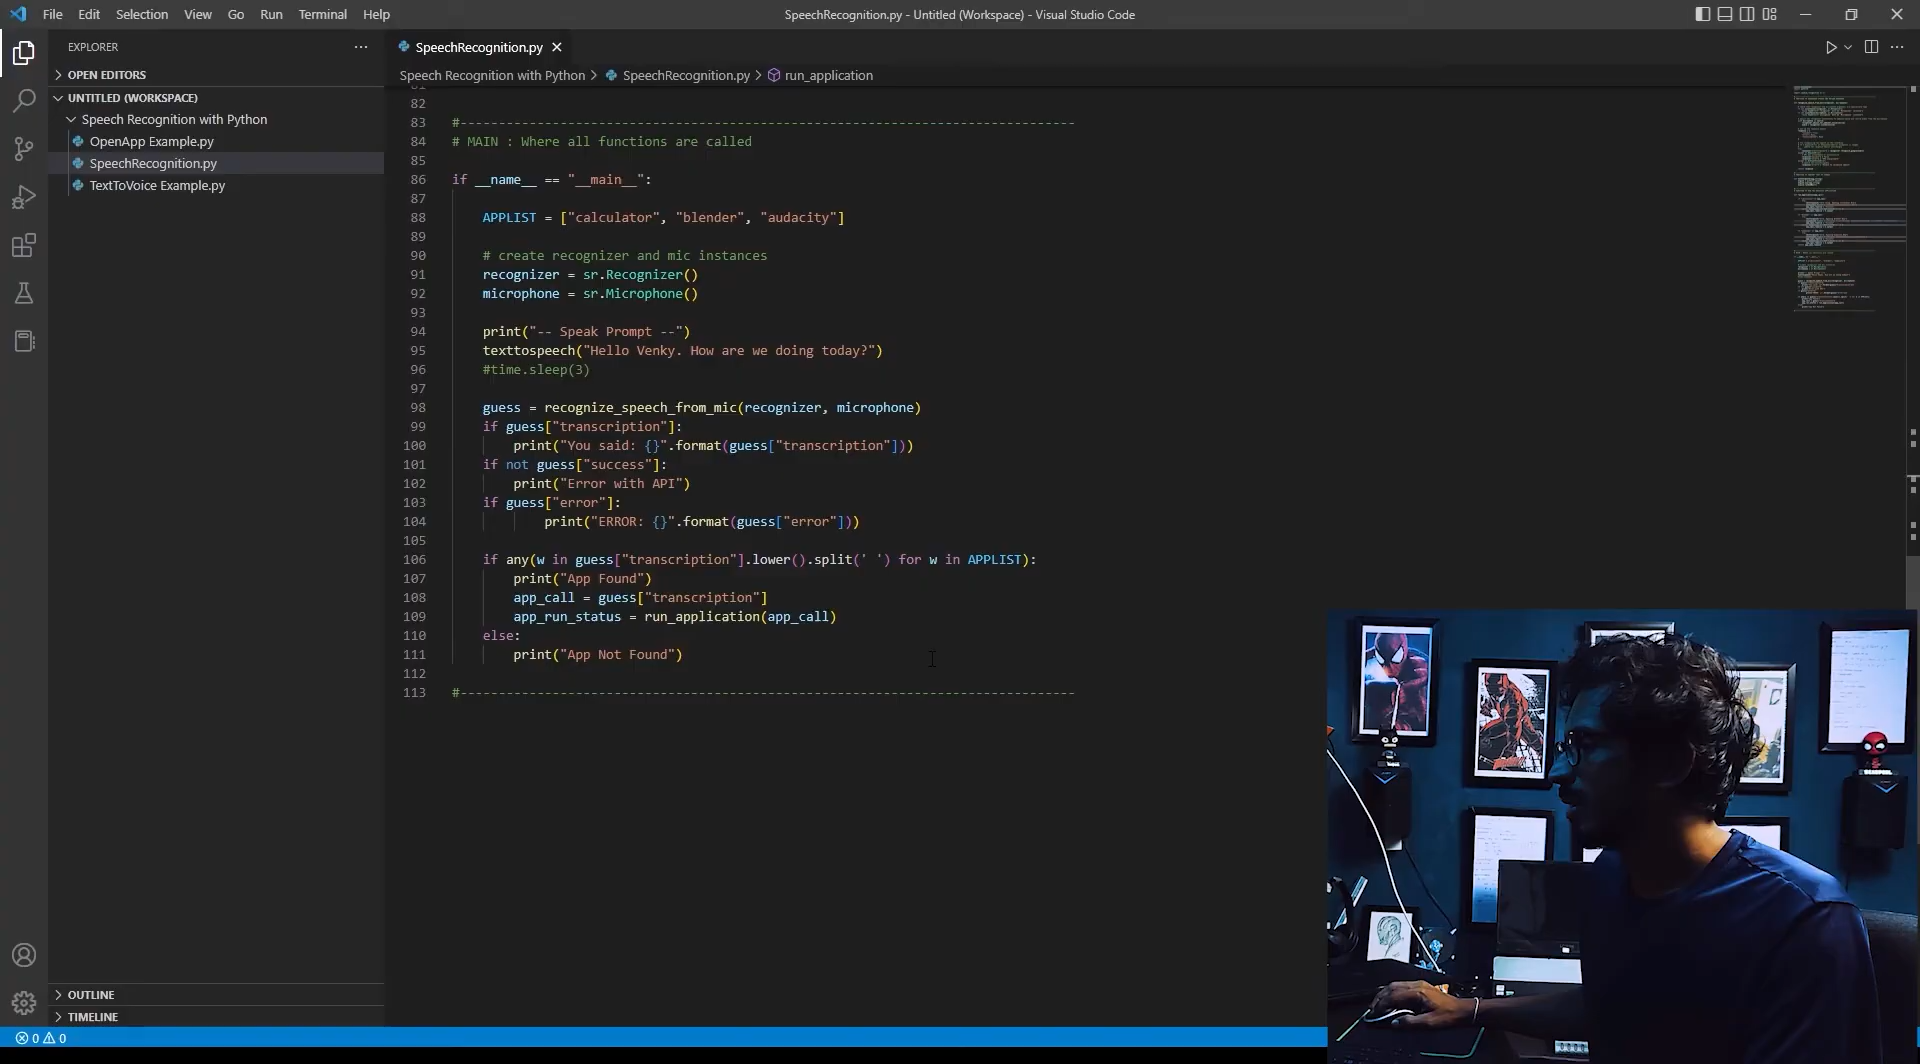 File Edit Selection View Go Run Terminal Help
SpeechRecognition.py - Untitled (Workspace) - Visual Studio Code
EXPLORER
OPEN EDITORS
UNTITLED (WORKSPACE)
Speech Recognition with Python
OpenApp Example.py
SpeechRecognition.py
TextToVoice Example.py
OUTLINE
TIMELINE
0 0
SpeechRecognition.py
Speech Recognition with Python > SpeechRecognition.py > run_application
81
82
83 #--------------------------------------------------------------------------------
84 # MAIN : Where all functions are called
85
86 if __name__ == "__main__":
87
88 APPLIST = ["calculator", "blender", "audacity"]
89
90 # create recognizer and mic instances
91 recognizer = sr.Recognizer()
92 microphone = sr.Microphone()
93
94 print("-- Speak Prompt --")
95 texttospeech("Hello Venky. How are we doing today?")
96 #time.sleep(3)
97
98 guess = recognize_speech_from_mic(recognizer, microphone)
99 if guess["transcription"]:
100 print("You said: {}".format(guess["transcription"]))
101 if not guess["success"]:
102 print("Error with API")
103 if guess["error"]:
104 print("ERROR: {}".format(guess["error"]))
105
106 if any(w in guess["transcription"].lower().split(' ') for w in APPLIST):
107 print("App Found")
108 app_call = guess["transcription"]
109 app_run_status = run_application(app_call)
110 else:
111 print("App Not Found")
112
113 #--------------------------------------------------------------------------------